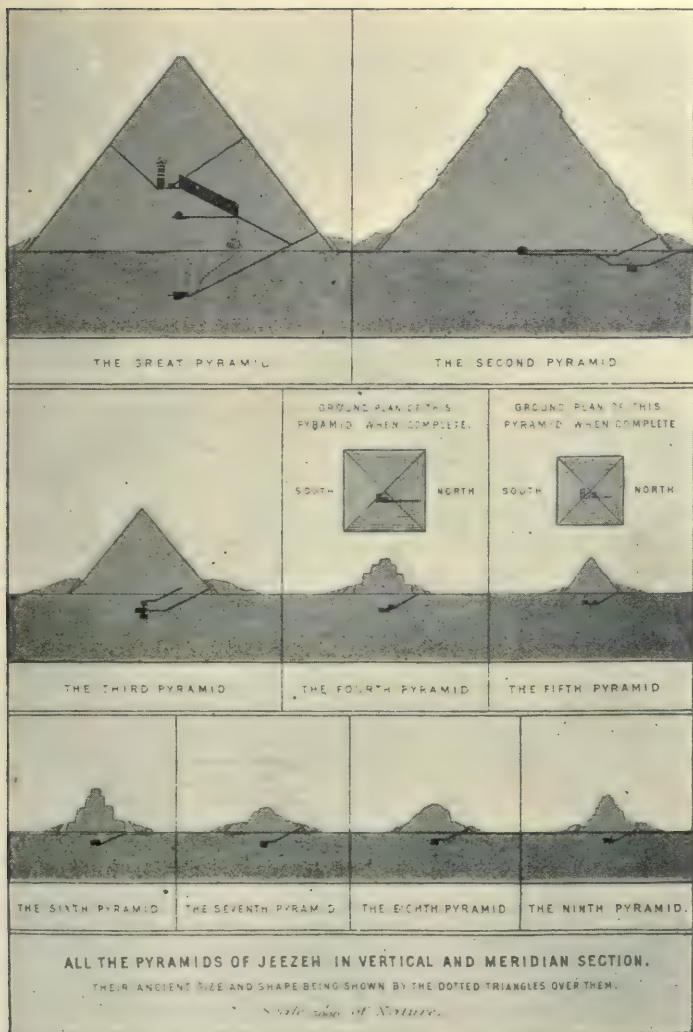 THE GREAT PYRAMID
THE SECOND PYRAMID
GROUND PLAN OF THIS
PYRAMID WHEN COMPLETE.
SOUTH NORTH
GROUND PLAN OF THIS
PYRAMID WHEN COMPLETE
SOUTH NORTH
THE THIRD PYRAMID
THE FOURTH PYRAMID
THE FIFTH PYRAMID
THE SIXTH PYRAMID
THE SEVENTH PYRAMID
THE EIGHTH PYRAMID
THE NINTH PYRAMID.
ALL THE PYRAMIDS OF JEEZEH IN VERTICAL AND MERIDIAN SECTION.
THEIR ANCIENT SIZE AND SHAPE BEING SHOWN BY THE DOTTED TRIANGLES OVER THEM.
Scale of Nature.